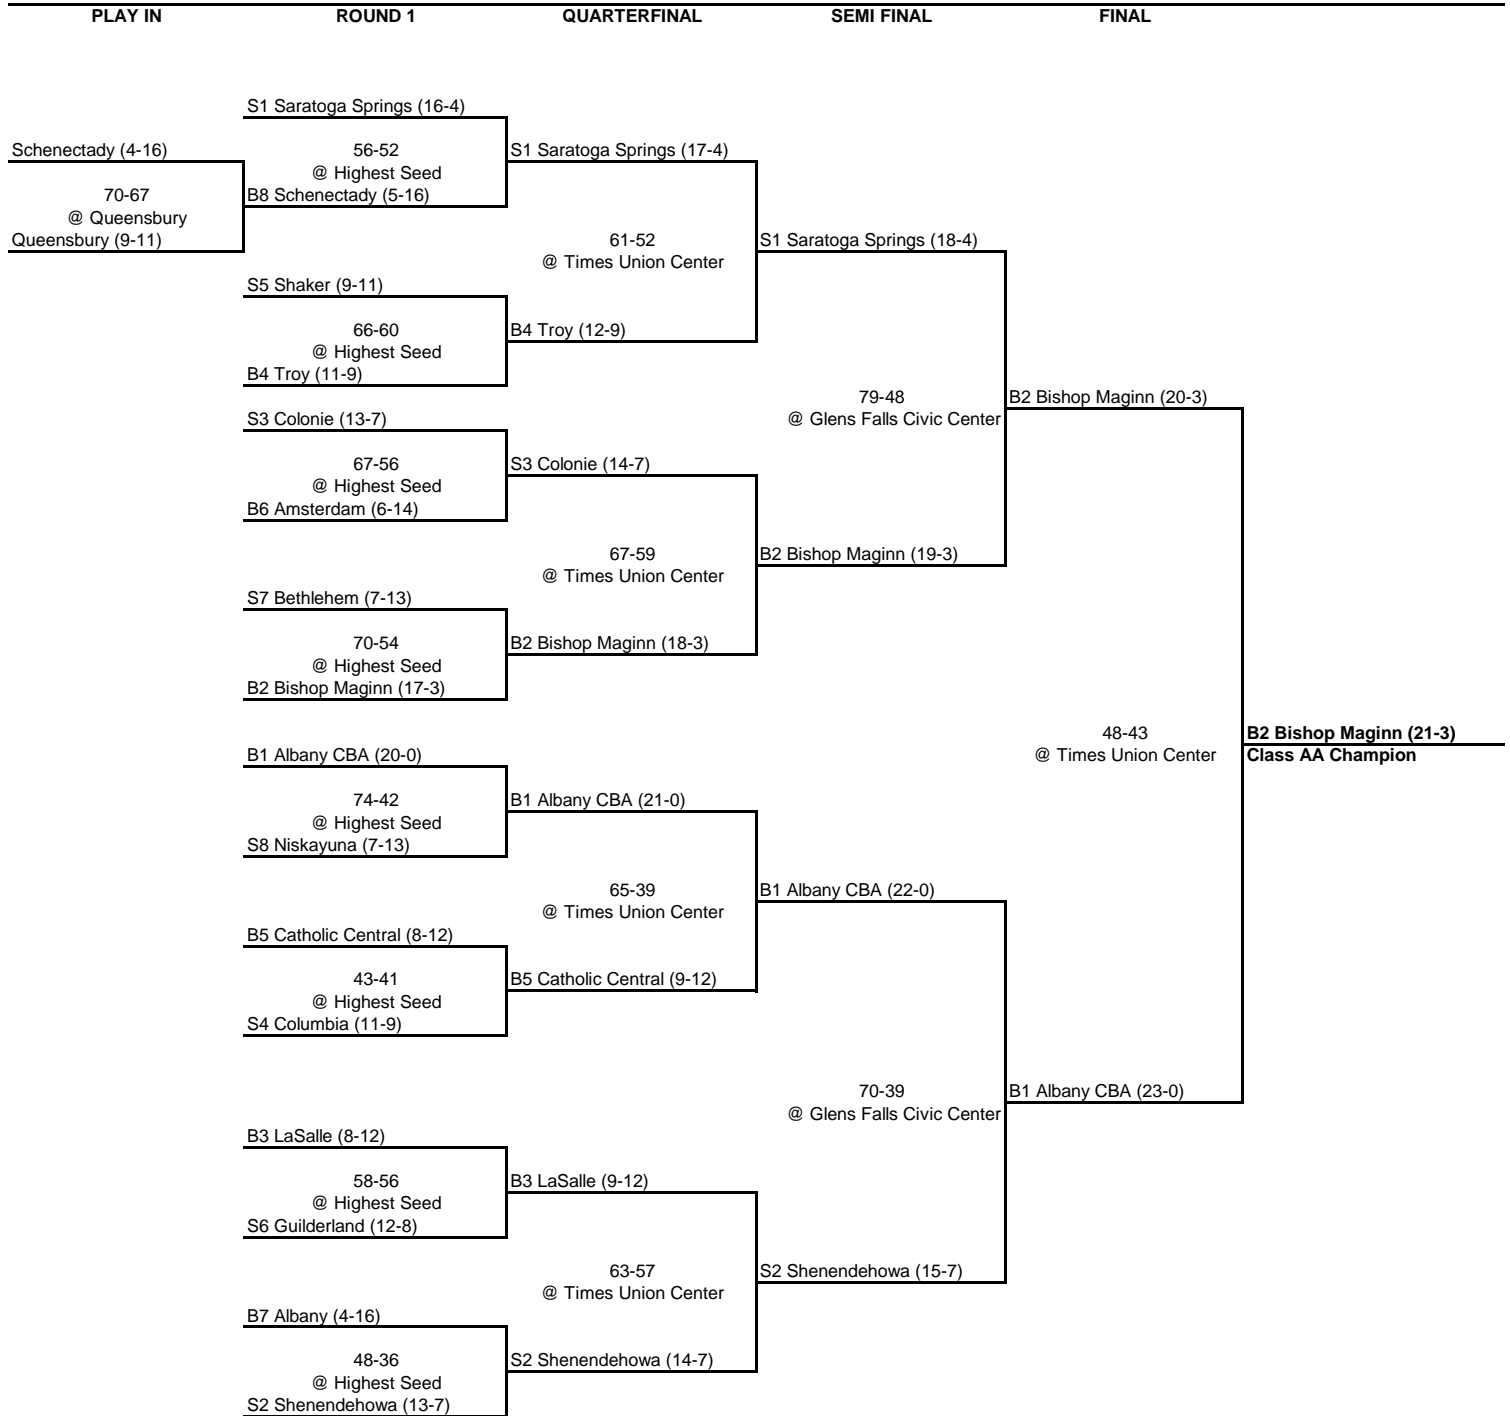 PLAY IN ROUND 1 QUARTERFINAL SEMI FINAL FINAL
S1 Saratoga Springs (16-4)
Schenectady (4-16) 56-52 S1 Saratoga Springs (17-4)
@ Highest Seed
70-67 B8 Schenectady (5-16)
@ Queensbury
Queensbury (9-11) 61-52 S1 Saratoga Springs (18-4)
@ Times Union Center
S5 Shaker (9-11)
66-60 B4 Troy (12-9)
@ Highest Seed
B4 Troy (11-9)
79-48 B2 Bishop Maginn (20-3)
S3 Colonie (13-7) @ Glens Falls Civic Center
67-56 S3 Colonie (14-7)
@ Highest Seed
B6 Amsterdam (6-14)
67-59 B2 Bishop Maginn (19-3)
@ Times Union Center
S7 Bethlehem (7-13)
70-54 B2 Bishop Maginn (18-3)
@ Highest Seed
B2 Bishop Maginn (17-3)
48-43 B2 Bishop Maginn (21-3)
B1 Albany CBA (20-0) @ Times Union Center Class AA Champion
74-42 B1 Albany CBA (21-0)
@ Highest Seed
S8 Niskayuna (7-13)
65-39 B1 Albany CBA (22-0)
@ Times Union Center
B5 Catholic Central (8-12)
43-41 B5 Catholic Central (9-12)
@ Highest Seed
S4 Columbia (11-9)
70-39 B1 Albany CBA (23-0)
@ Glens Falls Civic Center
B3 LaSalle (8-12)
58-56 B3 LaSalle (9-12)
@ Highest Seed
S6 Guilderland (12-8)
63-57 S2 Shenendehowa (15-7)
@ Times Union Center
B7 Albany (4-16)
48-36 S2 Shenendehowa (14-7)
@ Highest Seed
S2 Shenendehowa (13-7)